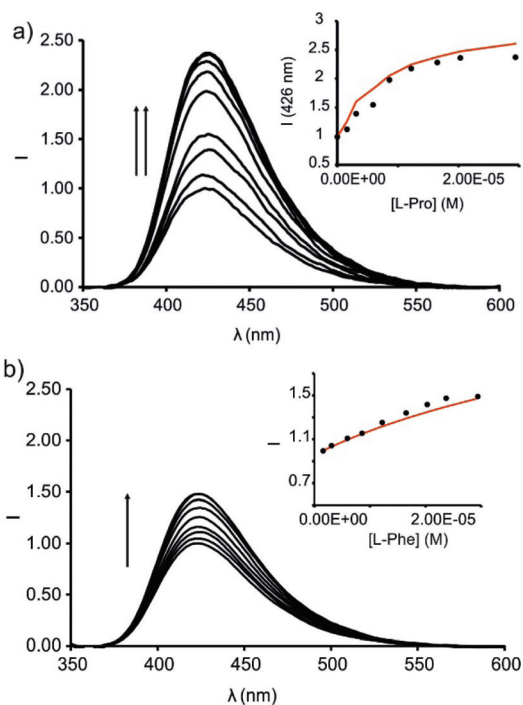 a)
2.50
2.00
1.50
1.00
0.50
0.00
I
350 400 450 500 550 600
λ (nm)
3
2.5
2
1.5
1
0.5
I (426 nm)
0.00E+00 2.00E-05
[L-Pro] (M)
b)
2.50
2.00
1.50
1.00
0.50
0.00
I
350 400 450 500 550 600
λ (nm)
1.5
1.1
0.7
I
0.00E+00 2.00E-05
[L-Phe] (M)